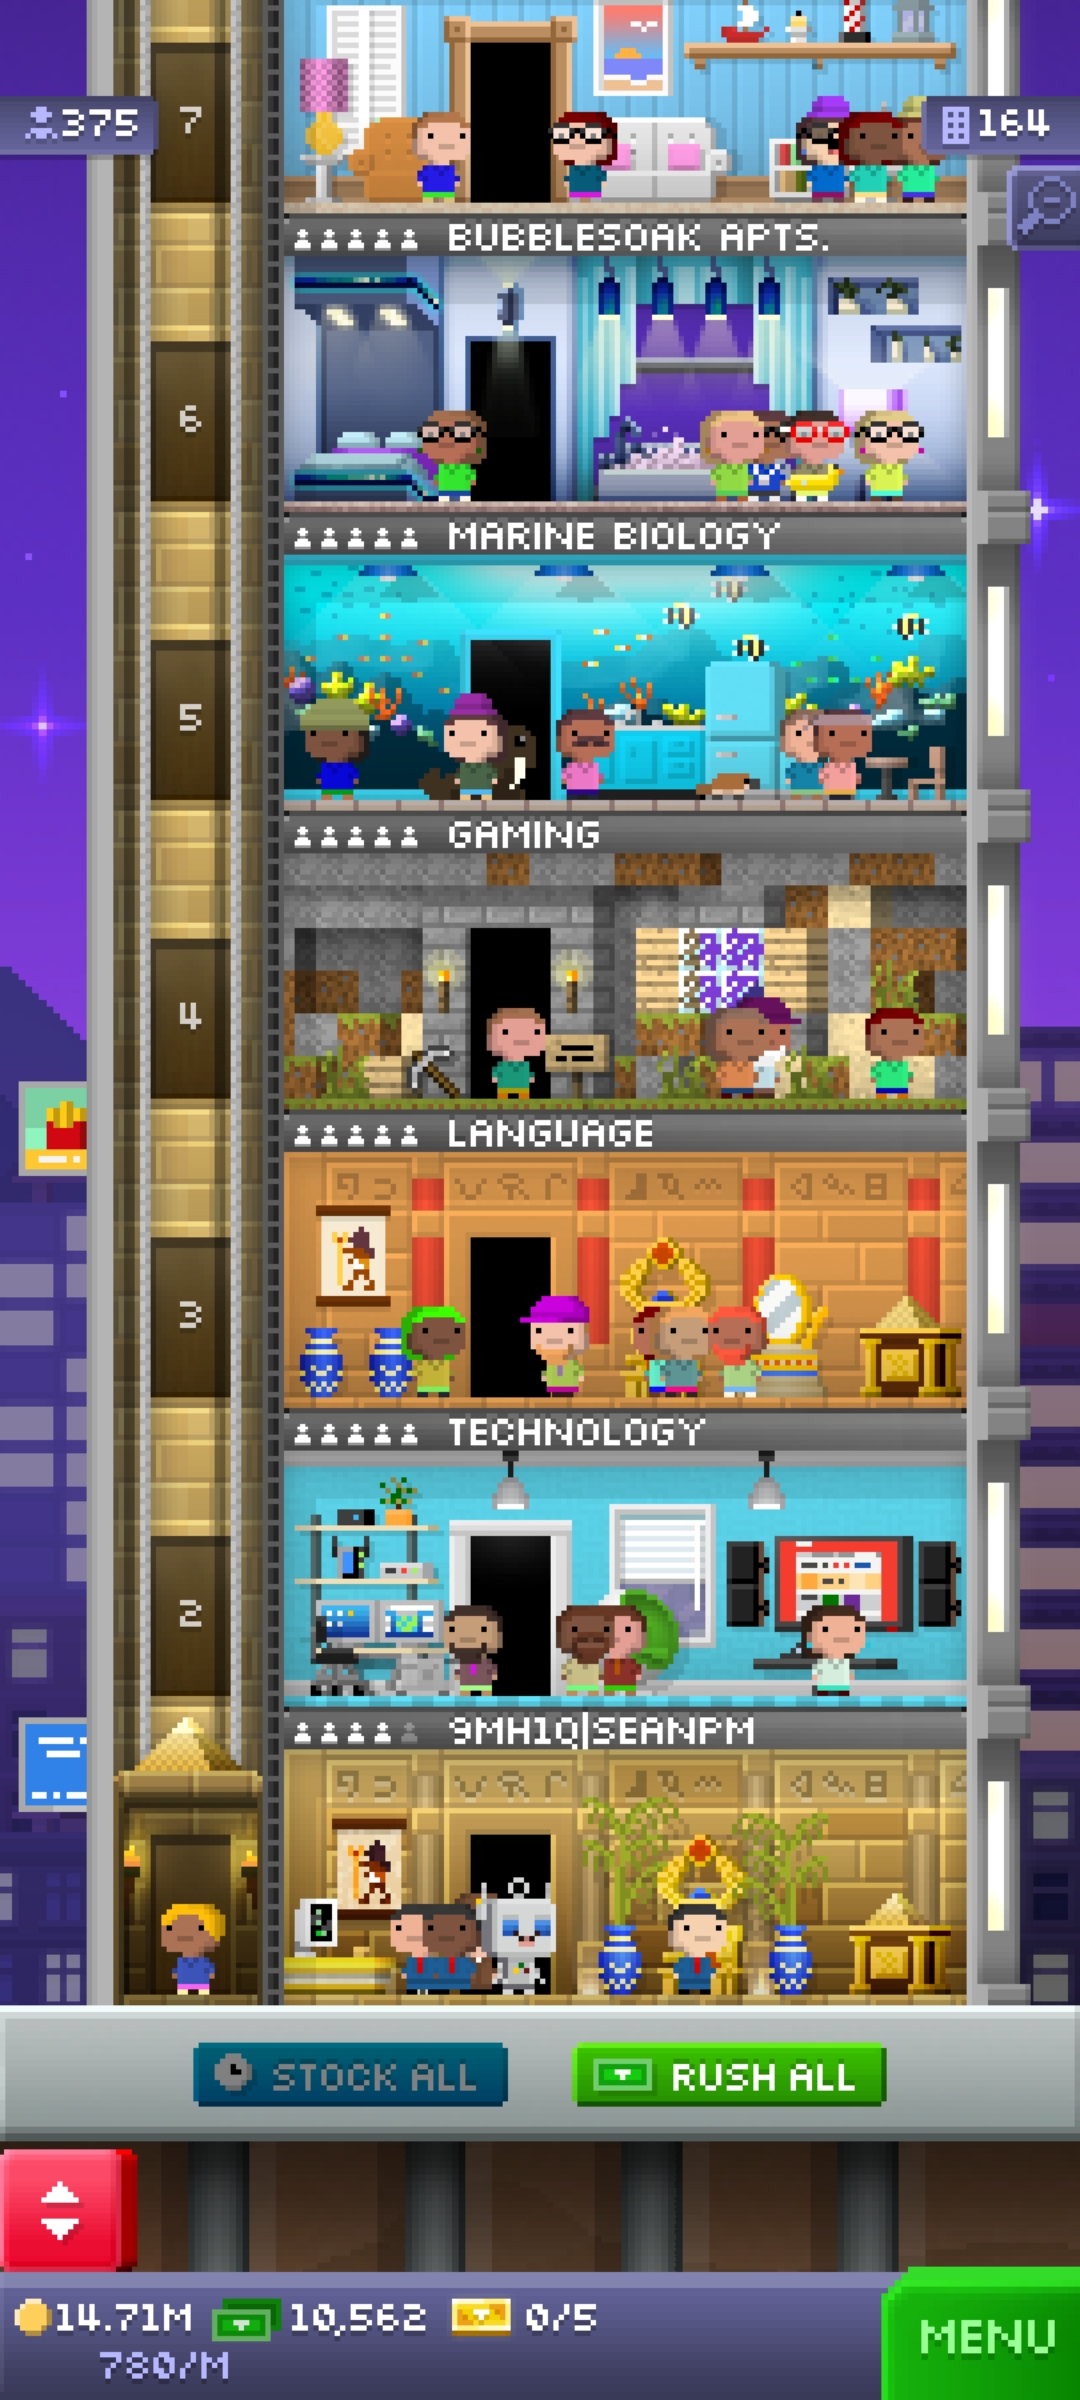 7
375
164
BUBBLESOAK APTS.
6
MARINE BIOLOGY
5
GAMING
4
LANGUAGE
3
TECHNOLOGY
2
9MH1Q|SEANPM
STOCK ALL
RUSH ALL
14.71M
10,562
0/5
780/M
MENU